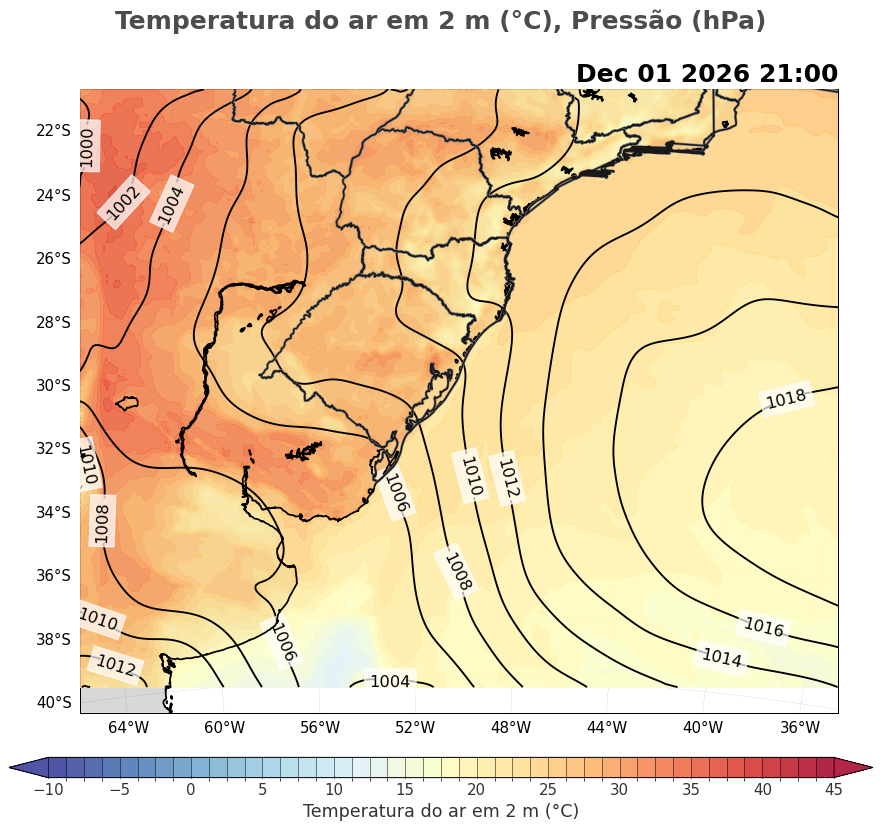 Temperatura do ar em 2 m (°C), Pressão (hPa)
Dec 01 2026 21:00
22°S
24°S
26°S
28°S
30°S
32°S
34°S
36°S
38°S
40°S
1000
1002
1004
1018
1010
1008
1006
1010
1012
1008
1010
1012
1006
1004
1016
1014
64°W
60°W
56°W
52°W
48°W
44°W
40°W
36°W
−10
−5
0
5
10
15
20
25
30
35
40
45
Temperatura do ar em 2 m (°C)